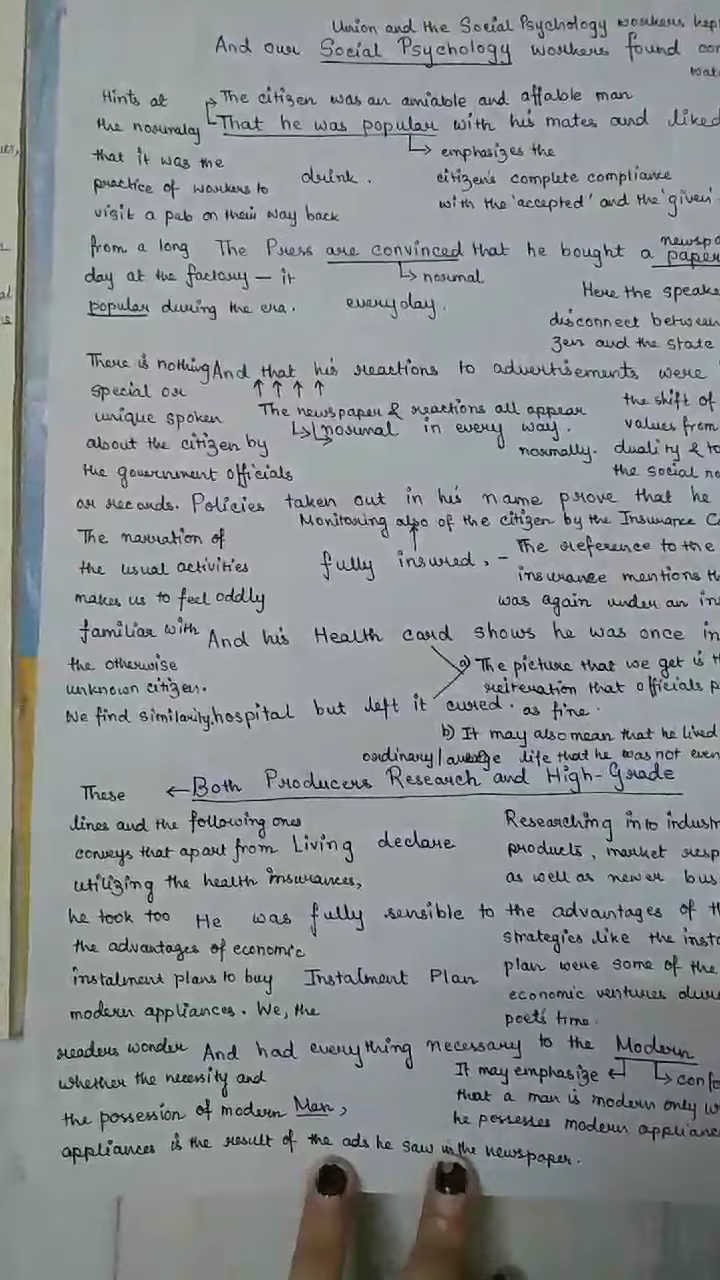 Union and the Social Psychology workers kep
And our Social Psychology workers found co
wat
Hints at
the normalcy
that it was the
practice of workers to
visit a pub on their way back
from a long
day at the factory — it
popular during the era.
The citizen was an amiable and affable man
That he was popular with his mates and liked
drink.
emphasizes the
citizen's complete compliance
with the 'accepted' and the 'given'
The Press are convinced that he bought a paper
newspa
normal
everyday.
Here the speake
disconnect between
zen and the state
There is nothing
special or
unique spoken
about the citizen by
the government officials
or records.
And that his reactions to advertisements were
The newspaper & reactions all appear
normal in every way.
normally.
the shift of
values from
duality & to
the social no
Policies taken out in his name prove that he
Monitoring also of the citizen by the Insurance C
fully insured, –
The reference to the
insurance mentions th
was again under an in
The narration of
the usual activities
makes us to feel oddly
familiar with
the otherwise
unknown citizen.
We find similarity.
And his Health card shows he was once in
hospital but left it cured.
a) The picture that we get is th
reiteration that officials p
as fine.
b) It may also mean that he lived
ordinary/average life that he was not even
These ← Both Producers Research and High-Grade
lines and the following ones
conveys that apart from
utilizing the health insurances,
he took too
the advantages of economic
instalment plans to buy
modern appliances. We, the
readers wonder
whether the necessity and
the possession of modern
appliances is the result of the ads he saw in the newspaper.
Living declare
Researching into industr
products, market resp
as well as newer bus
He was fully sensible to the advantages of th
strategies like the insta
plan were some of the
economic ventures dur
poet's time.
Instalment Plan
And had everything necessary to the Modern
Man,
It may emphasize
that a man is modern only w
he possesses modern applianc
confo